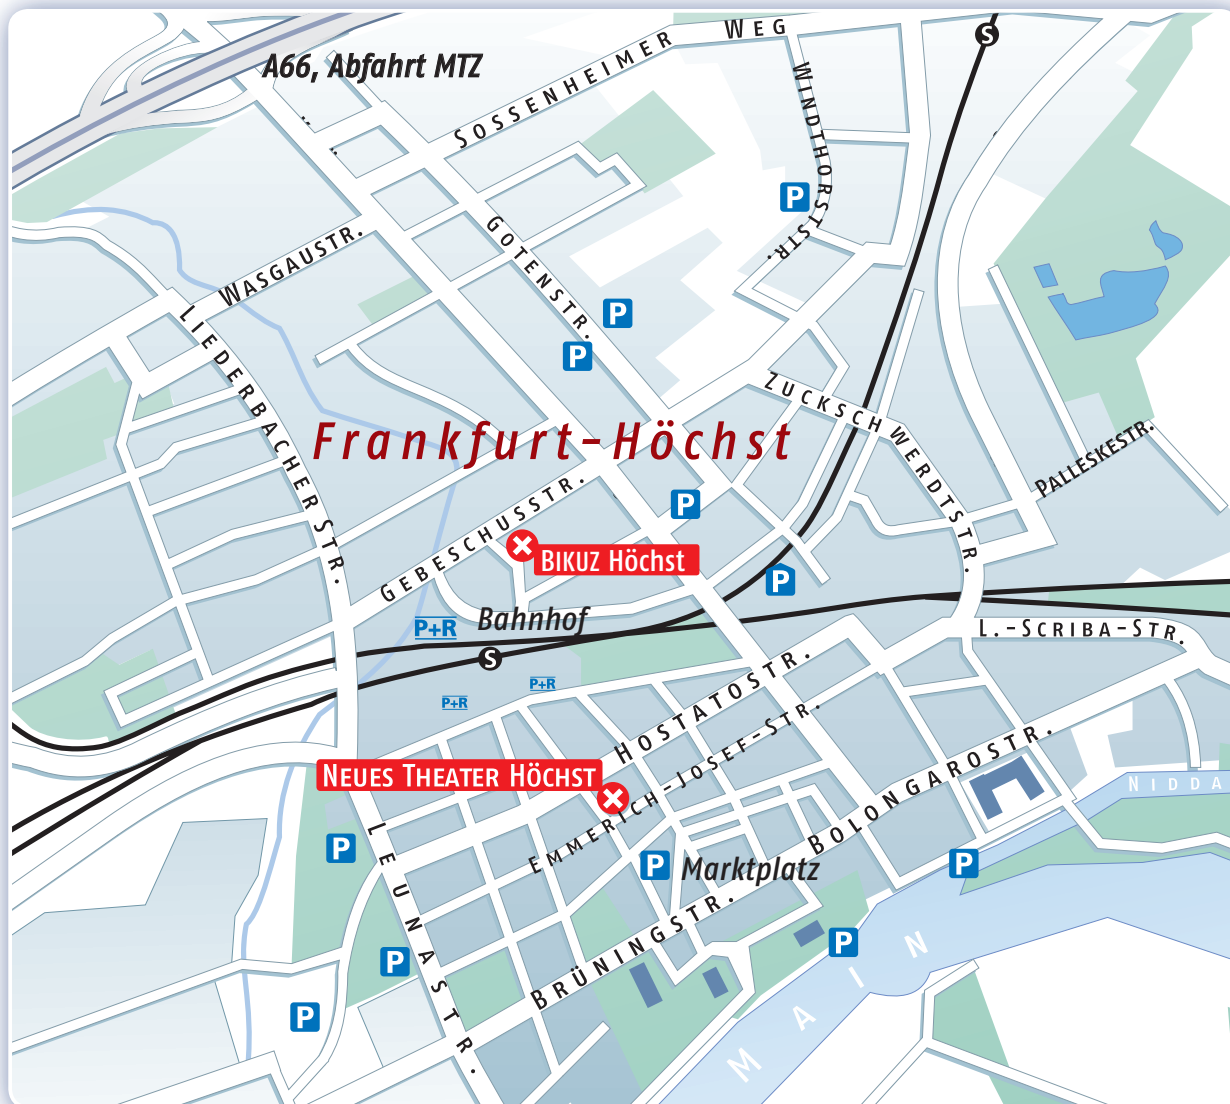 WEG
S
A66, Abfahrt MTZ
SOSSENHEIMER
WINDTHORSTSTR.
P
WASGAUSTR.
GOTENSTR.
P
P
LIEDERBACHER STR.
ZUCKSCHWERDTSTR.
Frankfurt-Höchst
PALLESKESTR.
GEBESCHUSSTR.
P
BIKUZ Höchst
P
P+R
Bahnhof
S
L.-SCRIBA-STR.
P+R
P+R
HOSTATOSTR.
EMMERICH-JOSEF-STR.
NEUES THEATER HÖCHST
BOLONGAROSTR.
NIDDA
LEUNASTR.
P
P
Marktplatz
P
BRÜNINGSTR.
P
P
P
MAIN